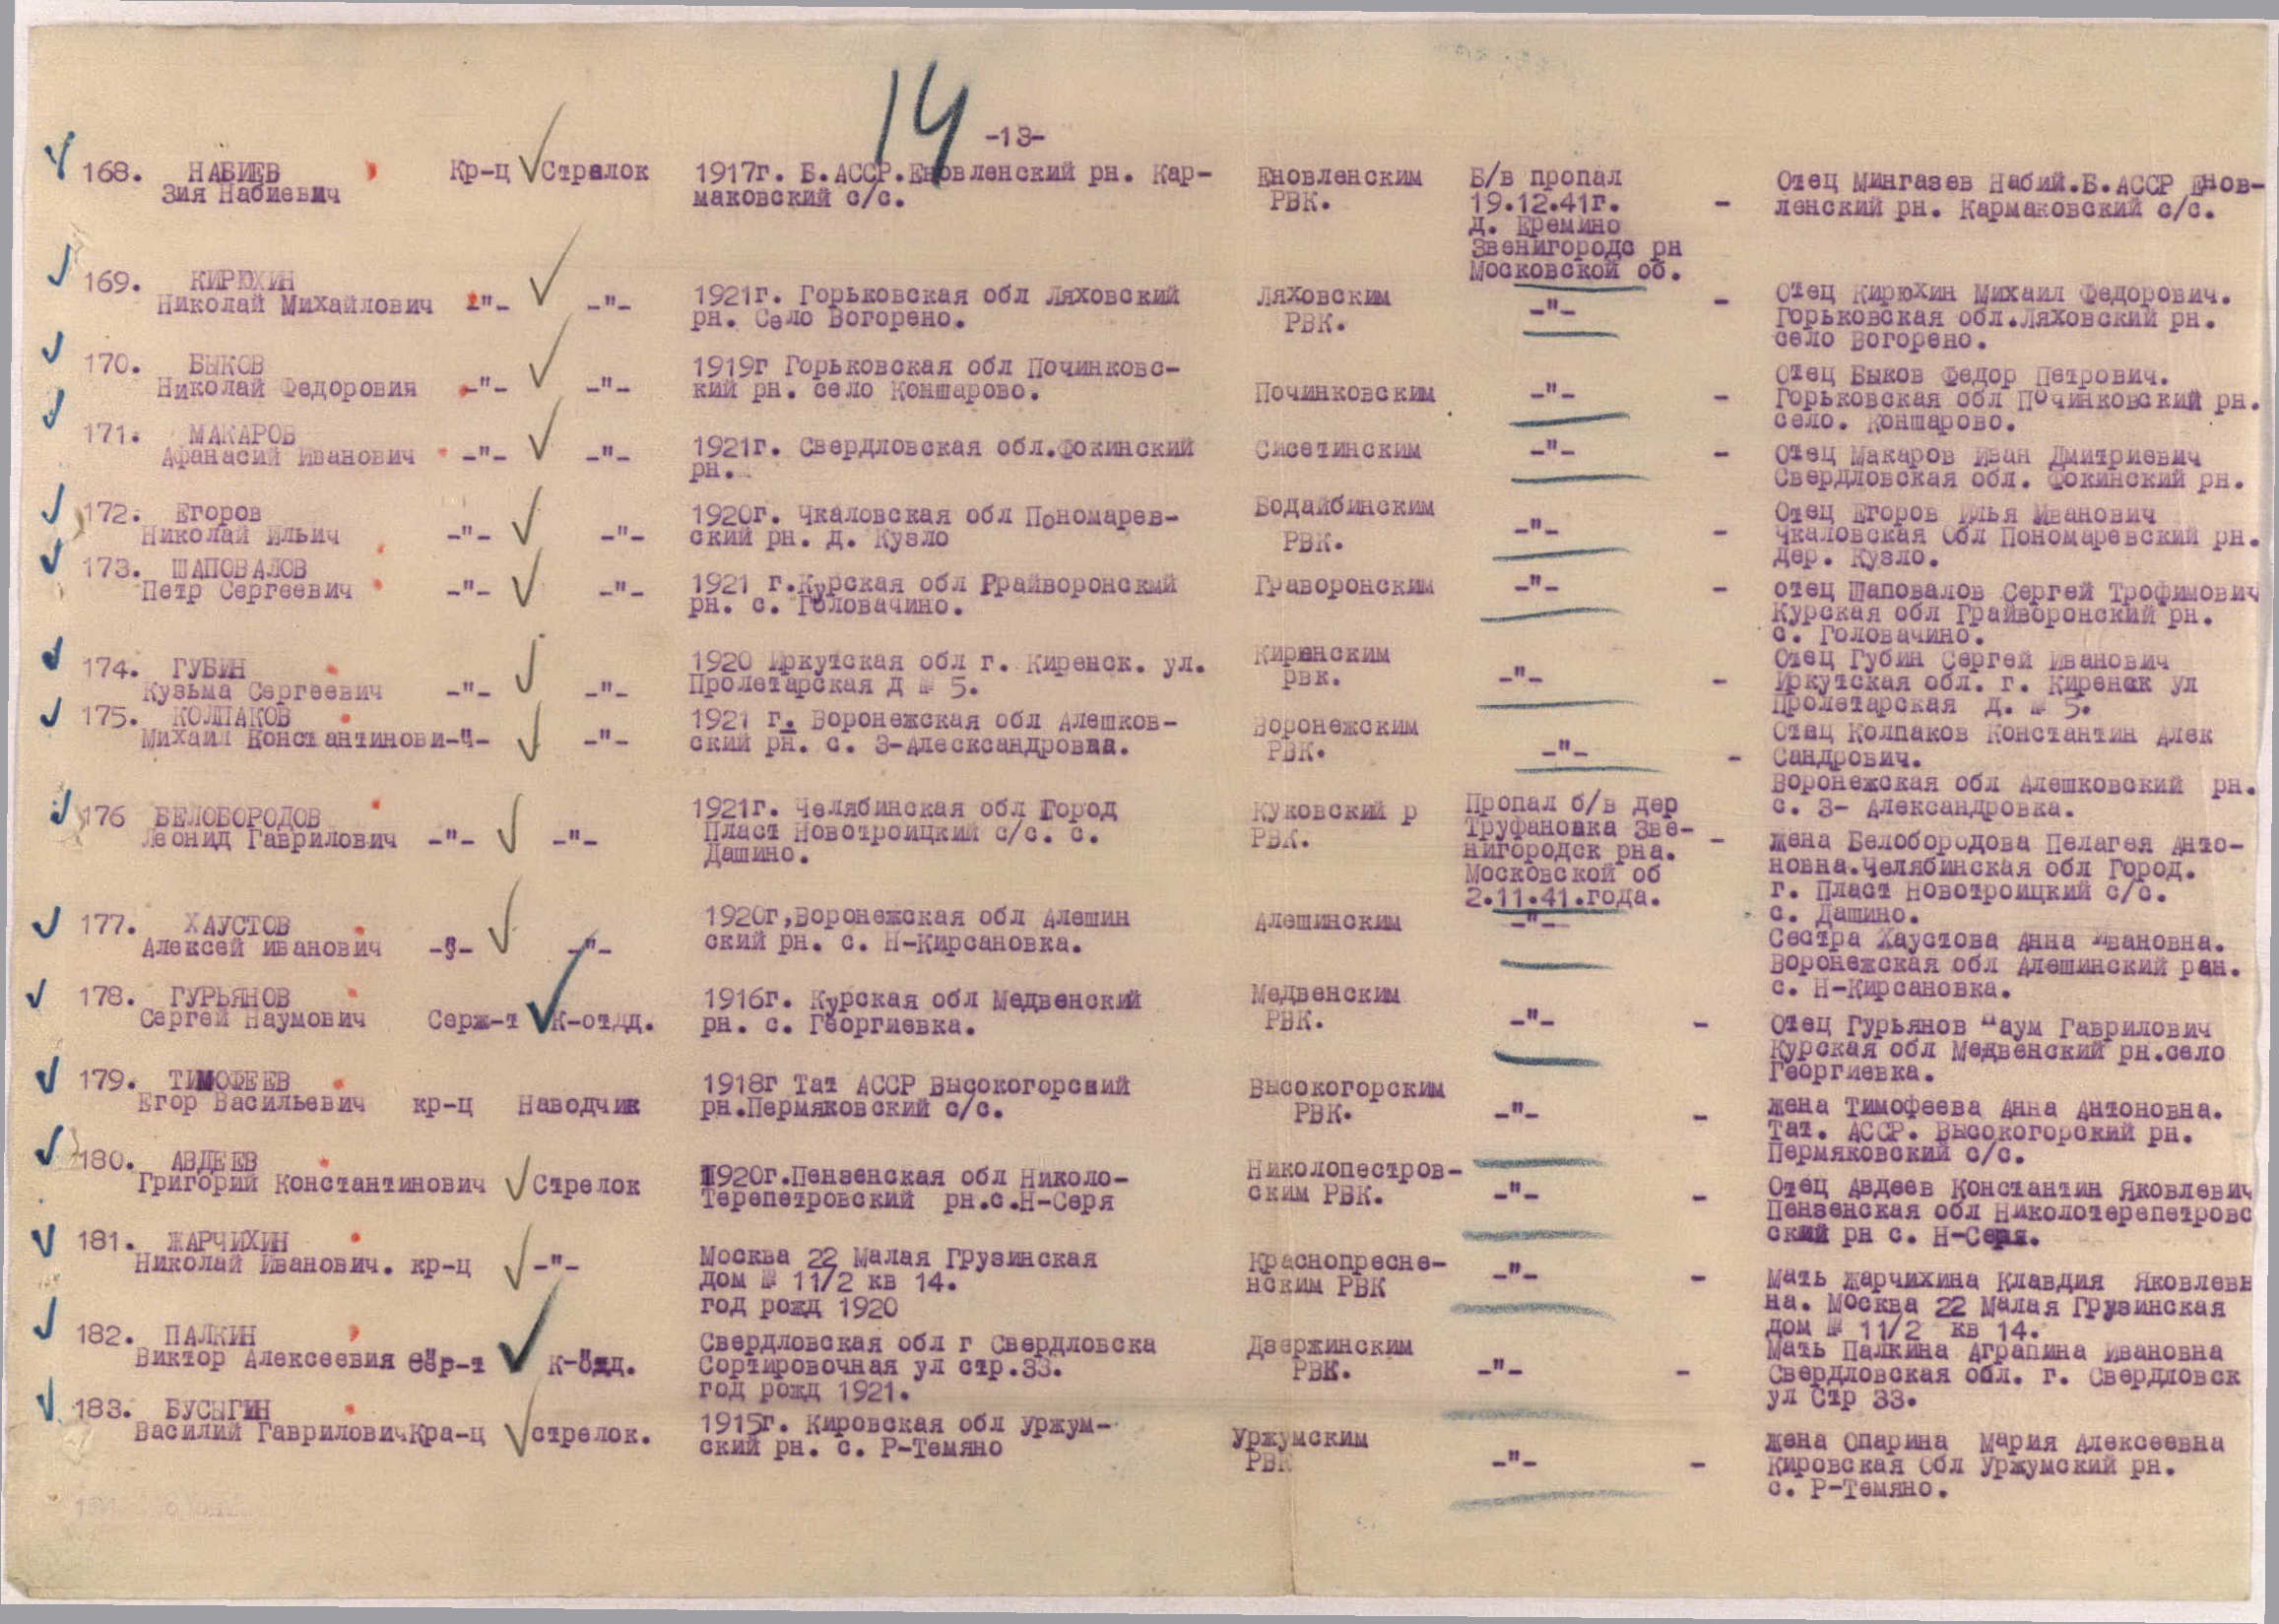 14
-13-
168. НАБИЕВ Кр-ц Стрелок 1917г. Б.АССР.Еновленский рн. Кар- Еновленским Б/в пропал Отец Мингазев Набий.Б.АССР Енов-
Зия Набиевич маковский с/с. РВК. 19.12.41г. - ленский рн. Кармаковский с/с.
д. Еремино
Звенигородс рн
Московской об.
169. КИРЮХИН
Николай Михайлович -"- -"- 1921г. Горьковская обл Ляховский Ляховским -"- - Отец Кирюхин Михаил Федорович.
рн. Село Вогорено. РВК. Горьковская обл.Ляховский рн.
село Вогорено.
170. БЫКОВ 1919г Горьковская обл Починковс- Отец Быков Федор Петрович.
Николай Федоровия -"- -"- кий рн. село Коншарово. Починковским -"- - Горьковская обл Починковский рн.
село. Коншарово.
171. МАКАРОВ 1921г. Свердловская обл.Фокинский Сисетинским -"- - Отец Макаров Иван Дмитриевич
Афанасий Иванович -"- -"- рн. Свердловская обл. Фокинский рн.
172. Егоров 1920г. Чкаловская обл Пономарев- Бодайбинским Отец Егоров Илья Иванович
Николай Ильич -"- -"- ский рн. д. Кузло РВК. -"- - Чкаловская Обл Пономаревский рн.
дер. Кузло.
173. ШАПОВАЛОВ 1921 г.Курская обл Грайворонский Граворонским -"- - отец Шаповалов Сергей Трофимович
Петр Сергеевич -"- -"- рн. с. Головачино. Курская обл Грайворонский рн.
с. Головачино.
174. ГУБИН 1920 Иркутская обл г. Киренск. ул. Киренским Отец Губин Сергей Иванович
Кузьма Сергеевич -"- -"- Пролетарская д № 5. рвк. -"- - Иркутская обл. г. Киренск ул
Пролетарская д. № 5.
175. КОЛПАКОВ 1921 г. Воронежская обл Алешков- Воронежским Отец Колпаков Константин Алек
Михаил Константинови-ч- -"- ский рн. с. З-Алескsандровка. РВК. -"- - Сандрович.
Воронежская обл Алешковский рн.
с. З- Александровка.
176 БЕЛОБОРОДОВ 1921г. Челябинская обл Город Куковский р Пропал б/в дер
Леонид Гаврилович -"- -"- Пласт Новотроицкий с/с. с. РВК. Труфановка Зве- - жена Белобородова Пелагея Анто-
Дашино. нигородск рна. новна.Челябинская обл Город.
Московской об г. Пласт Новотроицкий с/с.
2.11.41.года. с. Дашино.
177. ХАУСТОВ 1920г,Воронежская обл Алешин Алешинским -"- Сестра Хаустова Анна Ивановна.
Алексей иванович -"- -"- ский рн. с. Н-Кирсановка. Воронежская обл Алешинский ран.
с. Н-Кирсановка.
178. ГУРЬЯНОВ 1916г. Курская обл Медвенский Медвенским
Сергей Наумович Серж-т К-отдд. рн. с. Георгиевка. РВК. -"- - Отец Гурьянов Наум Гаврилович
Курская обл Медвенский рн.село
Георгиевка.
179. ТИМОФЕЕВ 1918г Тат АССР Высокогорский Высокогорским
Егор Васильевич кр-ц Наводчик рн.Пермяковский с/с. РВК. -"- - жена Тимофеева Анна Антоновна.
Тат. АССР. Высокогорский рн.
Пермяковский с/с.
180. АВДЕЕВ 1920г.Пензенская обл Николо- Николопестров-
Григорий Константинович Стрелок Терепетровский рн.с.Н-Серя ским РВК. -"- - Отец Авдеев Константин Яковлевич
Пензенская обл Николотерепетровс
ский рн с. Н-Серя.
181. ЖАРЧИХИН Москва 22 Малая Грузинская Краснопресне-
Николай Иванович. кр-ц -"- дом № 11/2 кв 14. нским РВК -"- - Мать Жарчихина Клавдия Яковлевн
год рожд 1920 на. Москва 22 Малая Грузинская
дом № 11/2 кв 14.
182. ПАЛКИН Свердловская обл г Свердловска Дзержинским Мать Палкина Аграпина Ивановна
Виктор Алексеевия Сер-т К-Отд. Сортировочная ул стр.33. РВК. -"- - Свердловская обл. г. Свердловск
год рожд 1921. ул Стр 33.
183. БУСЫГИН 1915г. Кировская обл Уржум- Уржумским жена Опарина Мария Алексеевна
Василий ГавриловичКра-ц стрелок. ский рн. с. Р-Темяно РВК -"- - Кировская Обл Уржумский рн.
с. Р-Темяно.